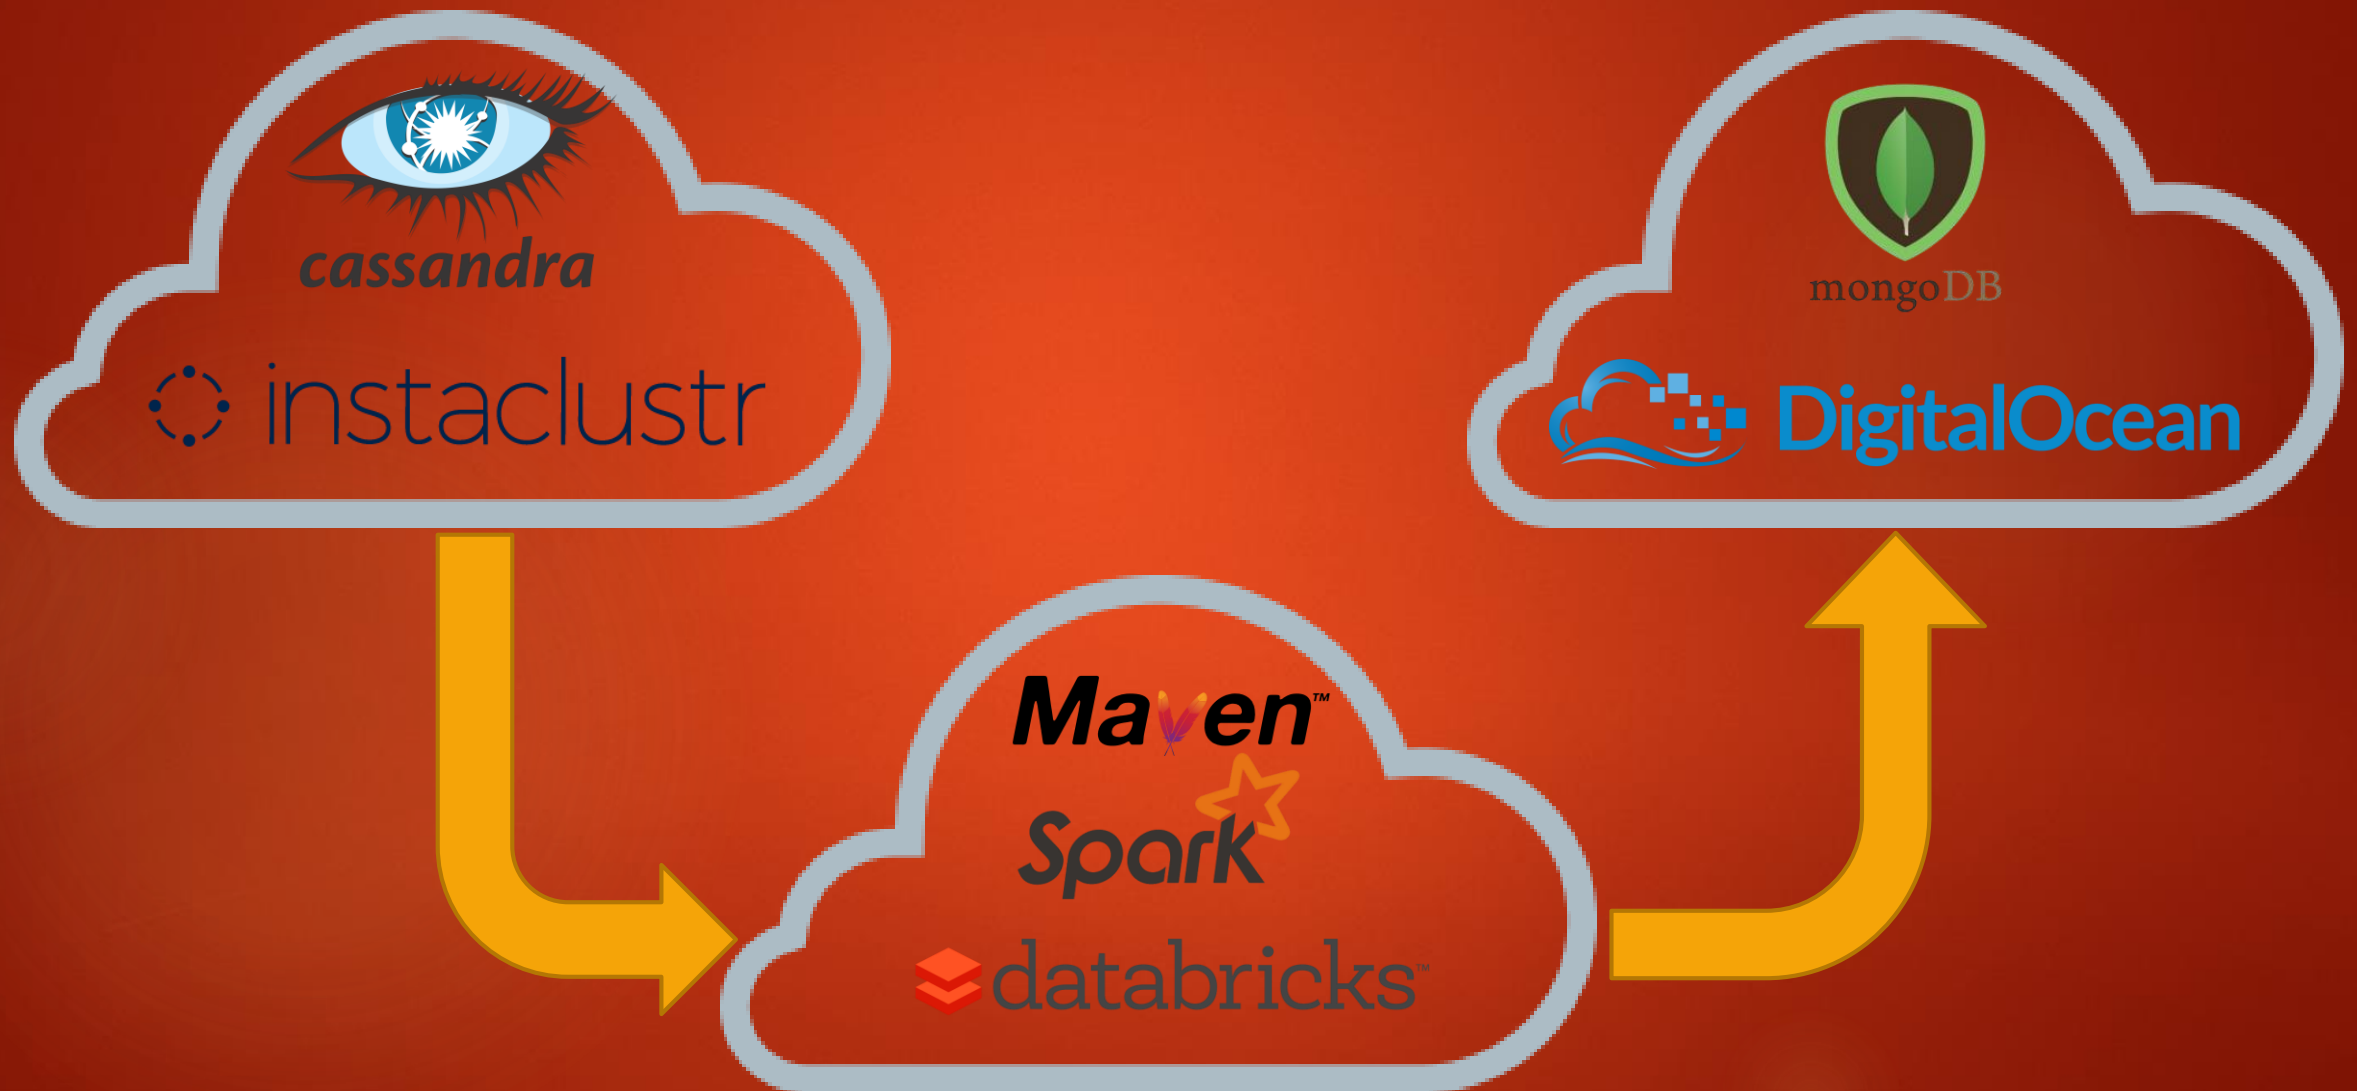 cassandra
instaclustr
mongoDB
DigitalOcean
Maven™
Spark
databricks™